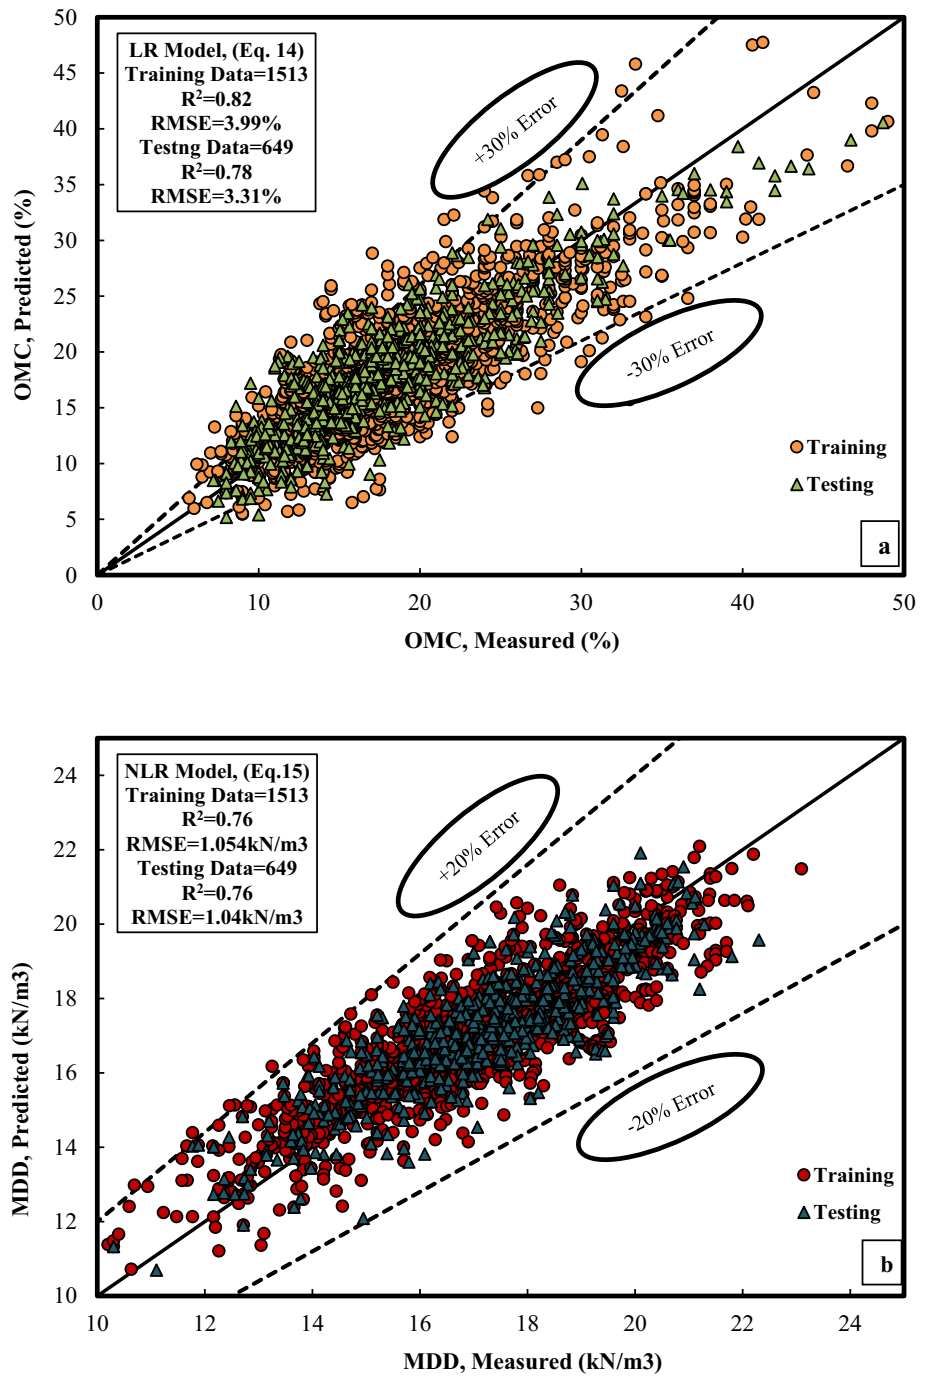 50
45
40
35
30
25
20
15
10
5
0
OMC, Predicted (%)
LR Model, (Eq. 14)
Training Data=1513
R²=0.82
RMSE=3.99%
Testng Data=649
R²=0.78
RMSE=3.31%
+30% Error
-30% Error
Training
Testing
a
0 10 20 30 40 50
OMC, Measured (%)
24
22
20
18
16
14
12
10
MDD, Predicted (kN/m3)
NLR Model, (Eq.15)
Training Data=1513
R²=0.76
RMSE=1.054kN/m3
Testing Data=649
R²=0.76
RMSE=1.04kN/m3
+20% Error
-20% Error
Training
Testing
b
10 12 14 16 18 20 22 24
MDD, Measured (kN/m3)